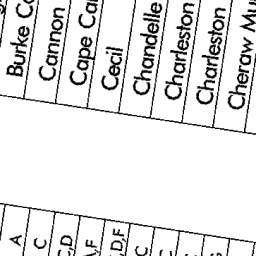 Burke Co
Cannon
Cape Ca
Cecil
Chandelle
Charleston
Charleston
Cheraw Mu
A
C
C,D
A,F
C,D,F
C